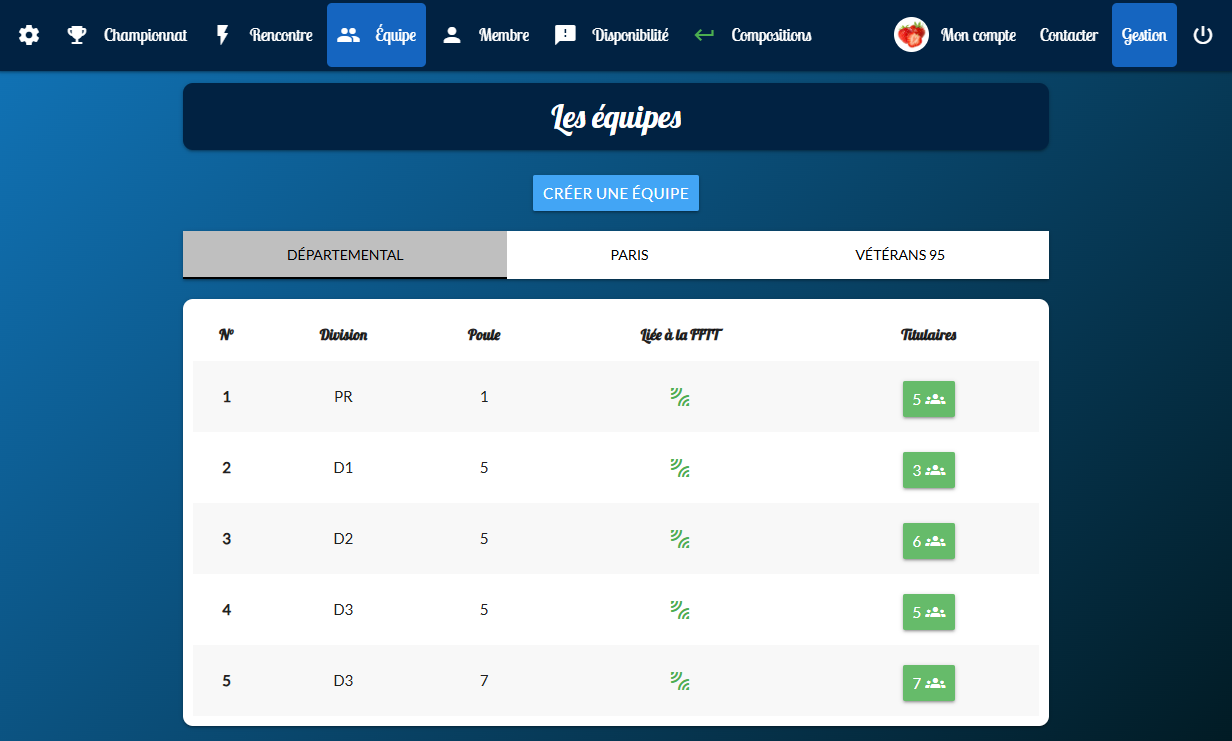 Championnat Rencontre Équipe Membre Disponibilité Compositions Mon compte Contacter Gestion
Les équipes
CRÉER UNE ÉQUIPE
DÉPARTEMENTAL PARIS VÉTÉRANS 95
N° Division Poule Liée à la FFTT Titulaires
1 PR 1 5
2 D1 5 3
3 D2 5 6
4 D3 5 5
5 D3 7 7